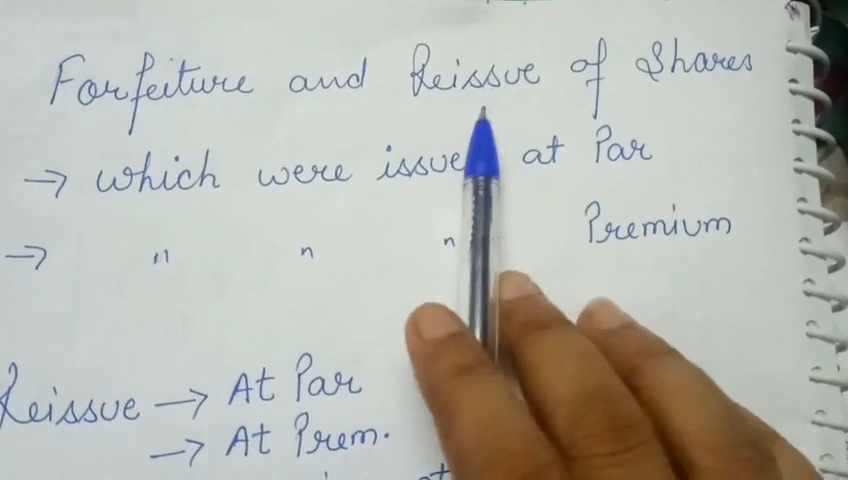 Forfeiture and Reissue of Shares
→ which were issue at Par
→ " " " Premium
Reissue → At Par
→ At Prem.